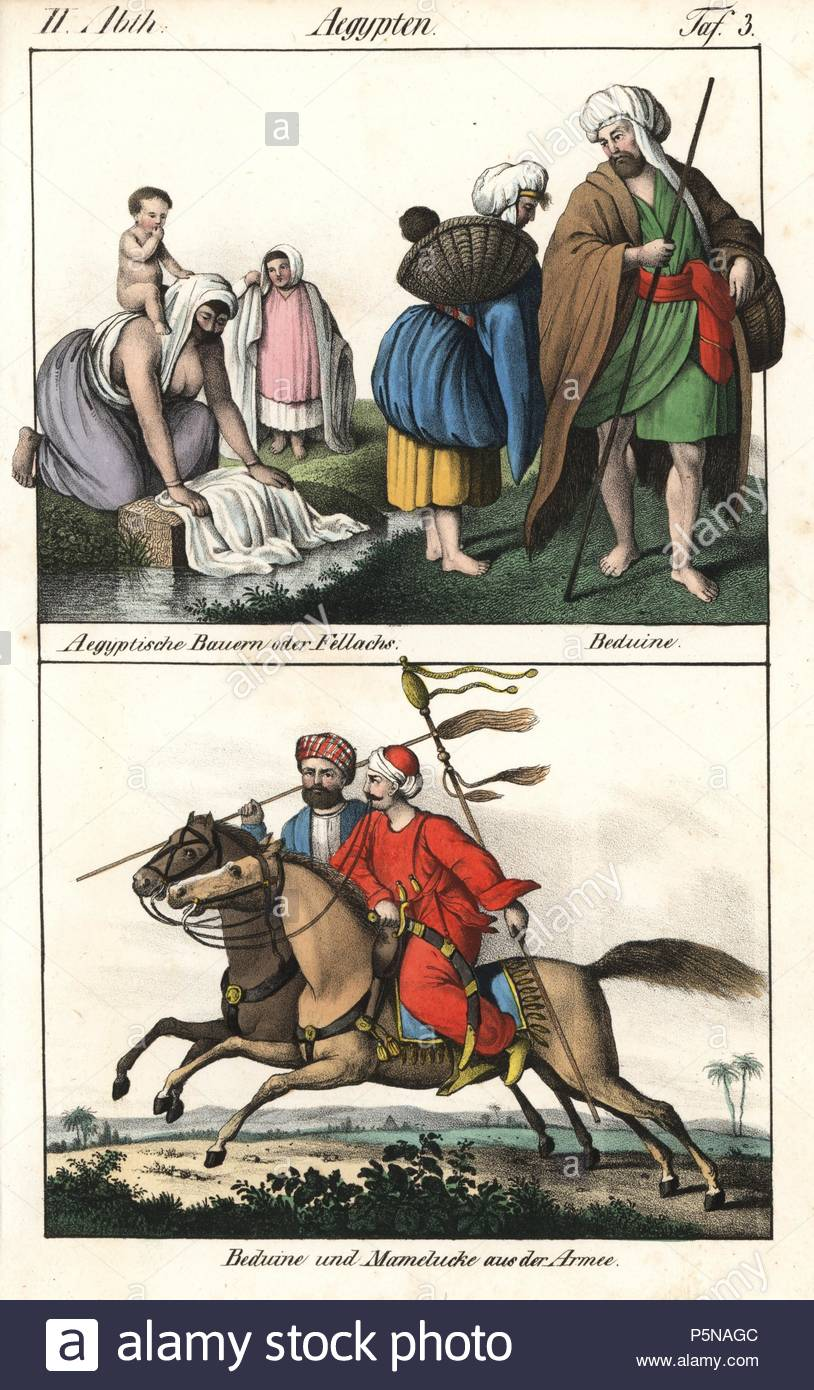 II. Abth: Aegypten. Taf. 3.
Aegyptische Bauern oder Fellachs. Beduine.
Beduine und Mamelucke aus der Armee.
alamy stock photo
P5NAGC
www.alamy.com